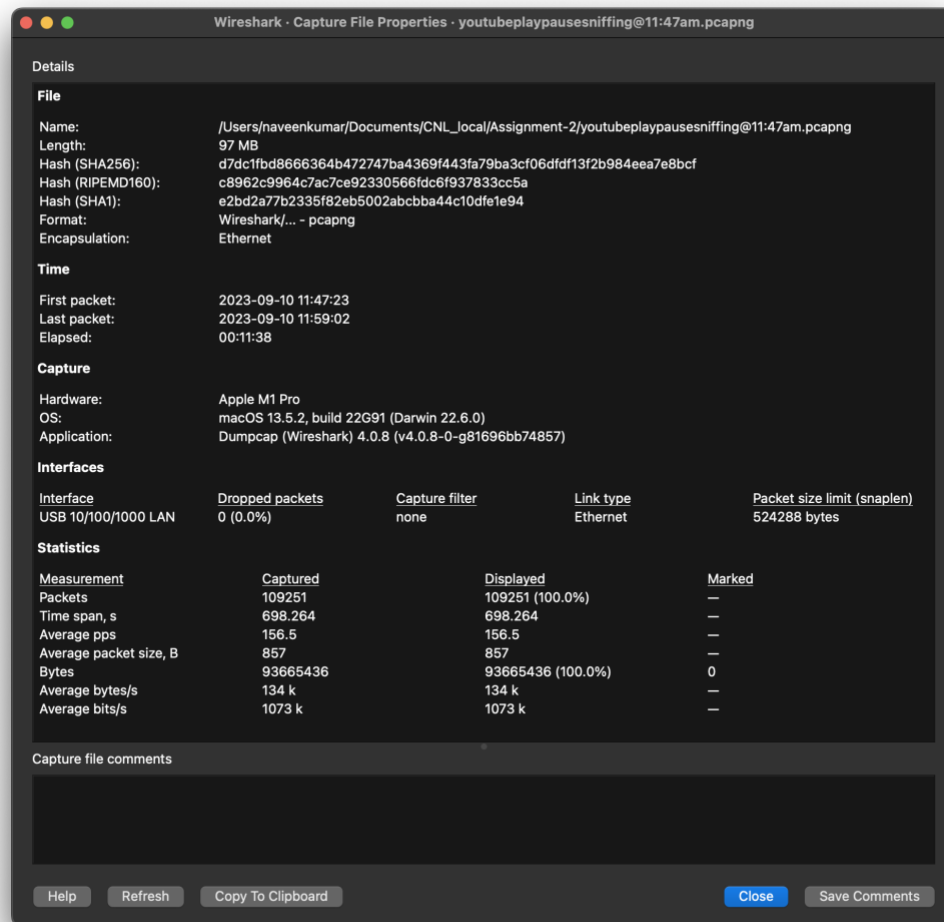 Wireshark · Capture File Properties · youtubeplaypausesniffing@11:47am.pcapng
Details
File
Name: /Users/naveenkumar/Documents/CNL_local/Assignment-2/youtubeplaypausesniffing@11:47am.pcapng
Length: 97 MB
Hash (SHA256): d7dc1fbd8666364b472747ba4369f443fa79ba3cf06dfdf13f2b984eea7e8bcf
Hash (RIPEMD160): c8962c9964c7ac7ce92330566fdc6f937833cc5a
Hash (SHA1): e2bd2a77b2335f82eb5002abcbba44c10dfe1e94
Format: Wireshark/... - pcapng
Encapsulation: Ethernet
Time
First packet: 2023-09-10 11:47:23
Last packet: 2023-09-10 11:59:02
Elapsed: 00:11:38
Capture
Hardware: Apple M1 Pro
OS: macOS 13.5.2, build 22G91 (Darwin 22.6.0)
Application: Dumpcap (Wireshark) 4.0.8 (v4.0.8-0-g81696bb74857)
Interfaces
Interface Dropped packets Capture filter Link type Packet size limit (snaplen)
USB 10/100/1000 LAN 0 (0.0%) none Ethernet 524288 bytes
Statistics
Measurement Captured Displayed Marked
Packets 109251 109251 (100.0%) —
Time span, s 698.264 698.264 —
Average pps 156.5 156.5 —
Average packet size, B 857 857 —
Bytes 93665436 93665436 (100.0%) 0
Average bytes/s 134 k 134 k —
Average bits/s 1073 k 1073 k —
Capture file comments
Help Refresh Copy To Clipboard Close Save Comments